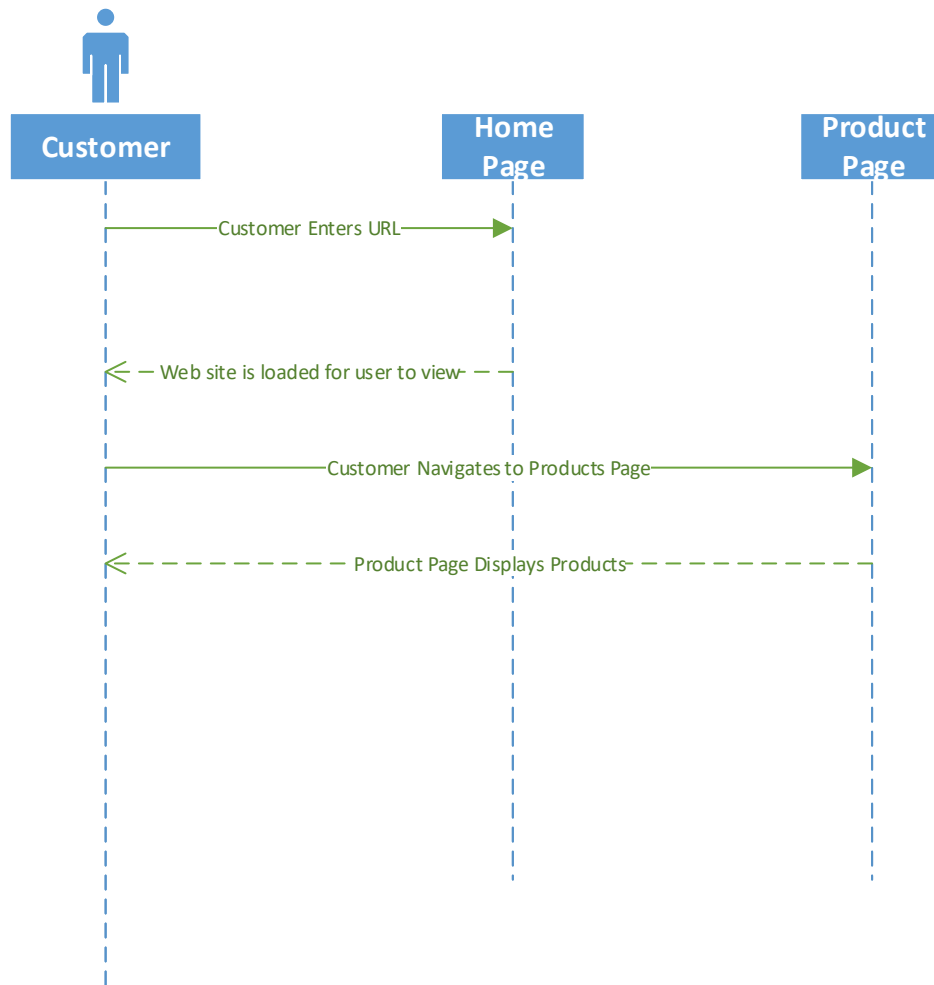 Customer
Home
Page
Product
Page
Customer Enters URL
Web site is loaded for user to view
Customer Navigates to Products Page
Product Page Displays Products